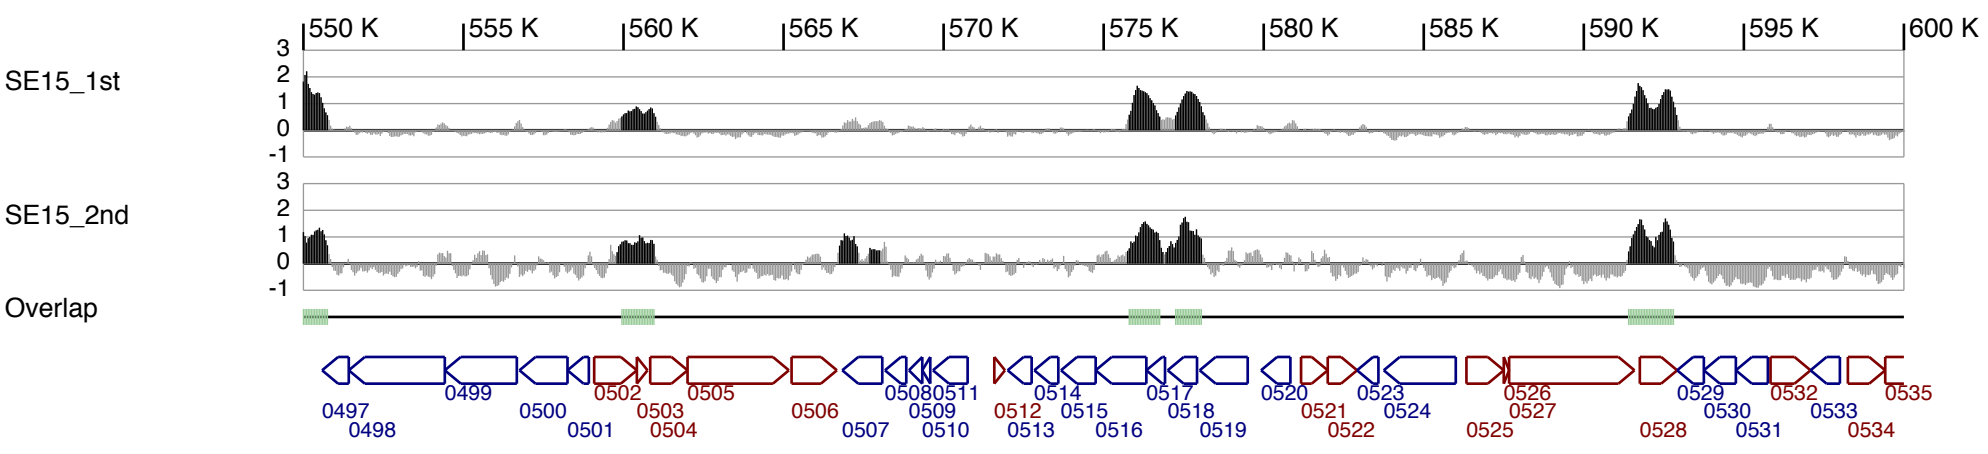 550 K 555 K 560 K 565 K 570 K 575 K 580 K 585 K 590 K 595 K 600 K
3
SE15_1st 2
1
0
-1
3
SE15_2nd 2
1
0
-1
Overlap
0499 0502 0505 0508 0511 0514 0517 0520 0523 0526 0529 0532 0535
0497 0500 0503 0506 0509 0512 0515 0518 0521 0524 0527 0530 0533
0498 0501 0504 0507 0510 0513 0516 0519 0522 0525 0528 0531 0534